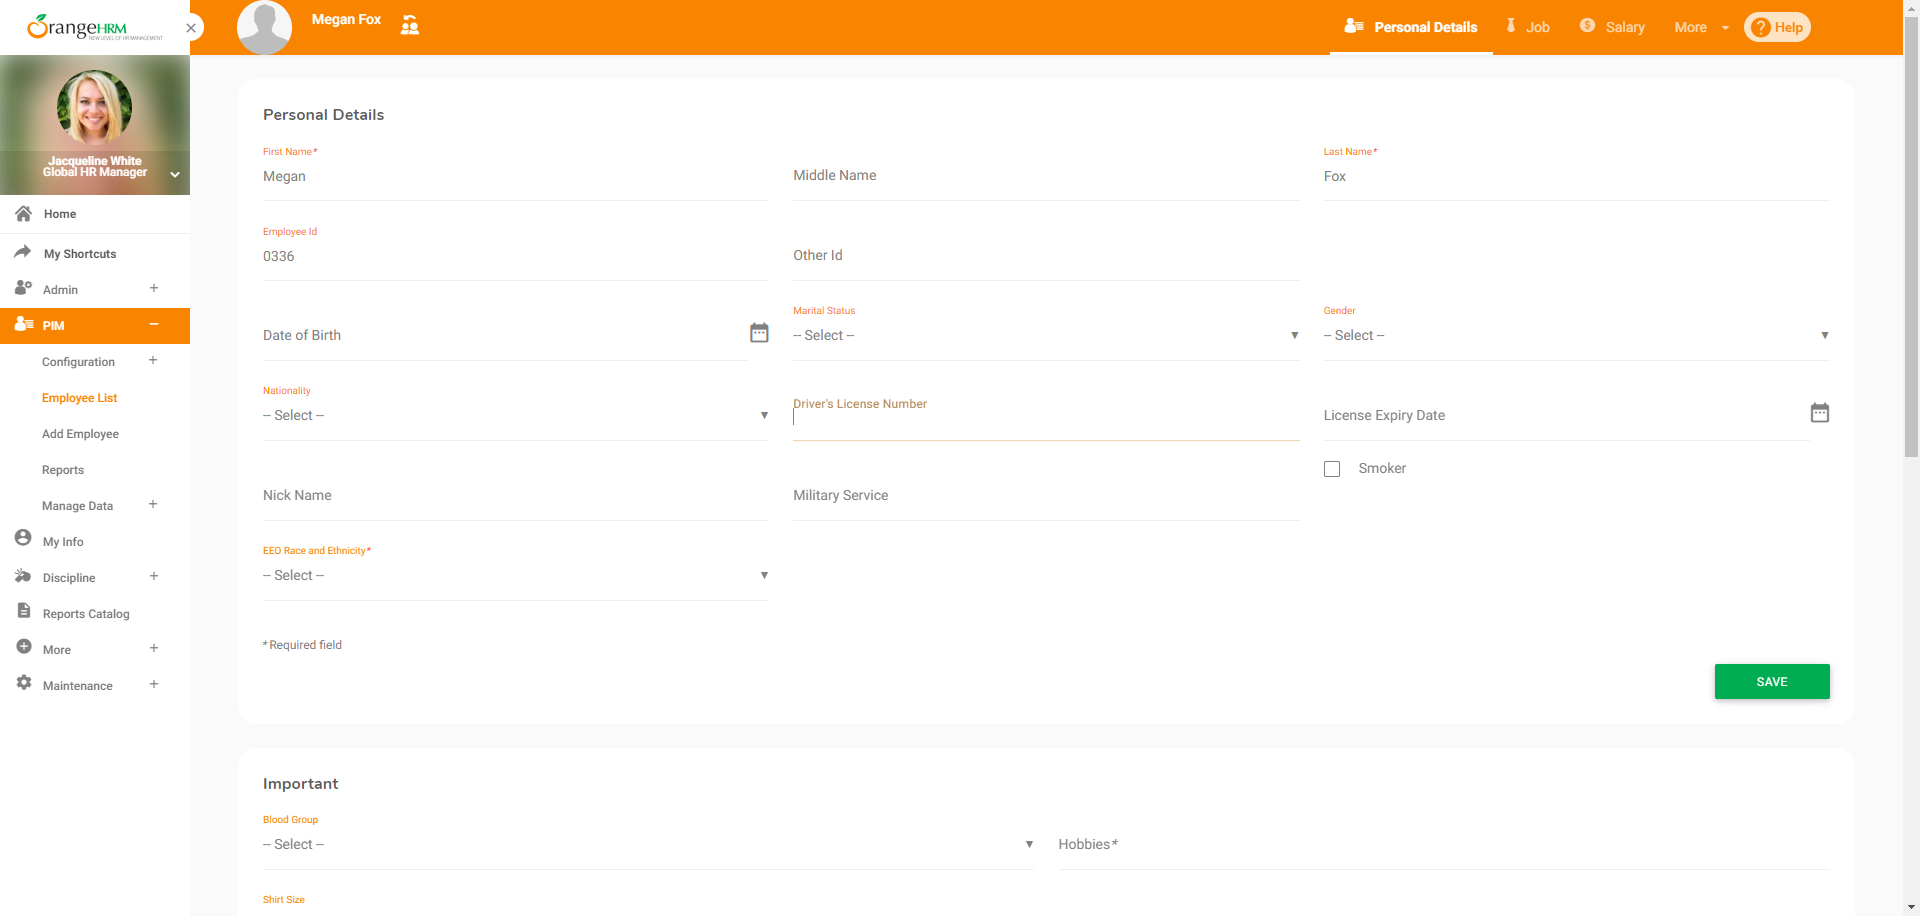 OrangeHRM
NEW LEVEL OF HR MANAGEMENT
Megan Fox
Personal Details
Job
Salary
More
? Help
Jacqueline White
Global HR Manager
Home
My Shortcuts
Admin
PIM
Configuration
Employee List
Add Employee
Reports
Manage Data
My Info
Discipline
Reports Catalog
More
Maintenance
Personal Details
First Name*
Megan
Middle Name
Last Name*
Fox
Employee Id
0336
Other Id
Date of Birth
Marital Status
-- Select --
Gender
-- Select --
Nationality
-- Select --
Driver's License Number
License Expiry Date
Smoker
Nick Name
Military Service
EEO Race and Ethnicity*
-- Select --
* Required field
SAVE
Important
Blood Group
-- Select --
Hobbies*
Shirt Size